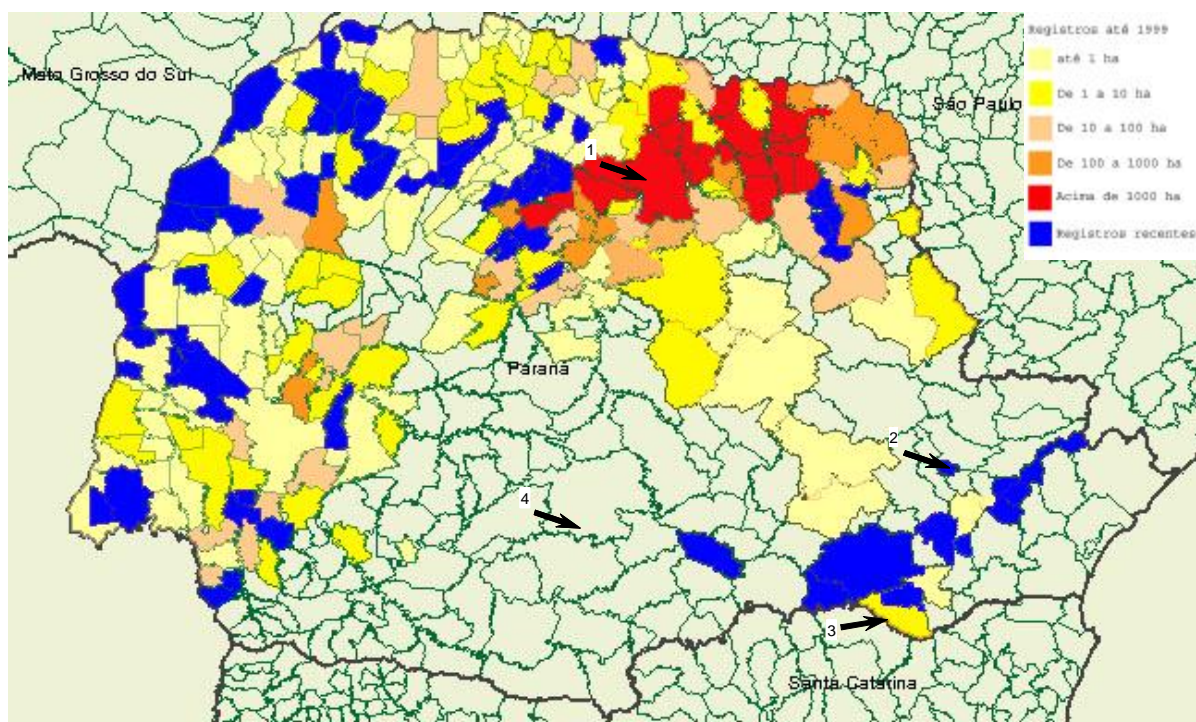 Registros até 1999
até 1 ha
De 1 a 10 ha
De 10 a 100 ha
De 100 a 1000 ha
Acima de 1000 ha
Registros recentes
Mato Grosso do Sul
São Paulo
1
Paraná
2
4
3
Santa Catarina